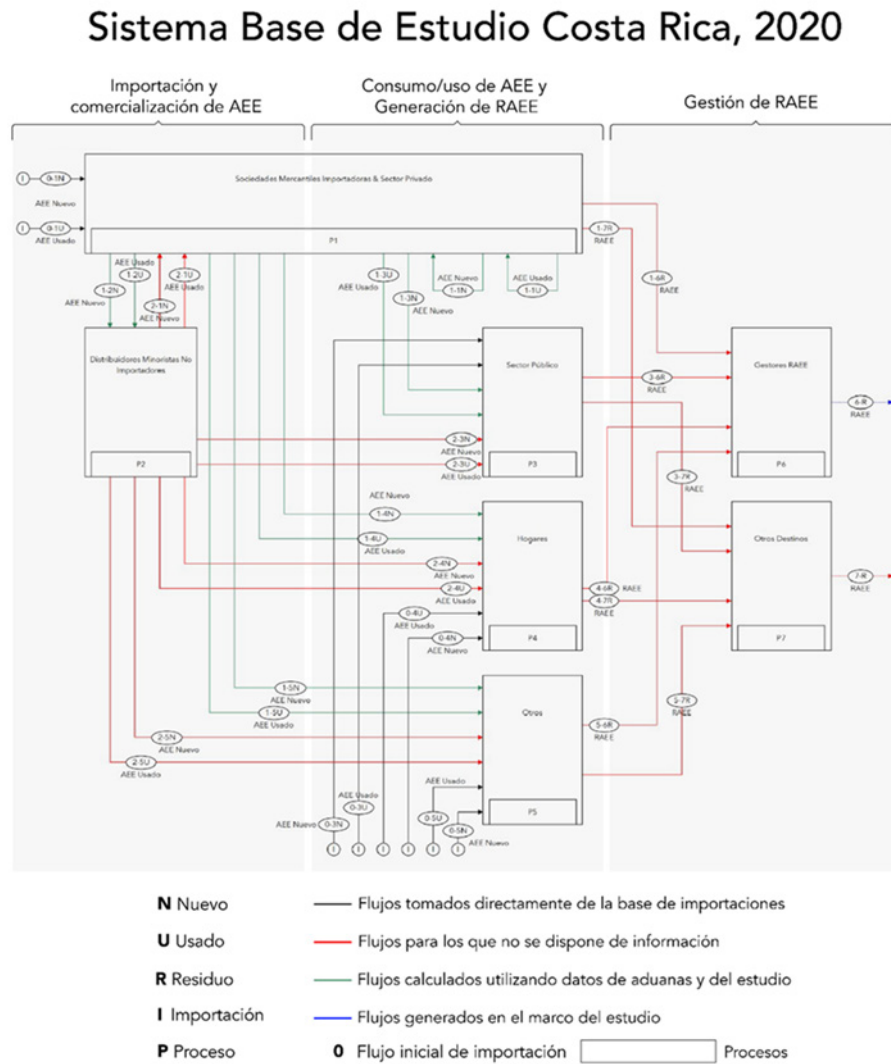 Sistema Base de Estudio Costa Rica, 2020
Importación y
comercialización de AEE
Consumo/uso de AEE y
Generación de RAEE
Gestión de RAEE
Sociedades Mercantiles Importadoras & Sector Privado
I
0-1N
AEE Nuevo
I
0-1U
AEE Usado
P1
1-7R
RAEE
1-6R
RAEE
AEE Usado
1-2U
2-1U
AEE Usado
1-2N
AEE Nuevo
2-1N
AEE Nuevo
1-3U
AEE Usado
1-3N
AEE Nuevo
AEE Nuevo
1-1N
AEE Usado
1-1U
Distribuidores Minoristas No
Importadores
P2
Sector Público
P3
2-3N
AEE Nuevo
2-3U
AEE Usado
3-6R
RAEE
3-7R
RAEE
Gestores RAEE
P6
6-R
RAEE
AEE Nuevo
1-4N
1-4U
AEE Usado
2-4N
AEE Nuevo
2-4U
AEE Usado
0-4U
AEE Usado
0-4N
AEE Nuevo
Hogares
P4
4-6R
RAEE
4-7R
RAEE
Otros Destinos
P7
7-R
RAEE
1-5N
AEE Nuevo
1-5U
AEE Usado
2-5N
AEE Nuevo
2-5U
AEE Usado
Otros
P5
5-6R
RAEE
5-7R
RAEE
AEE Usado
AEE Usado
0-3U
AEE Nuevo
0-3N
0-5U
0-5N
AEE Nuevo
I I I I I I
N Nuevo
Flujos tomados directamente de la base de importaciones
U Usado
Flujos para los que no se dispone de información
R Residuo
Flujos calculados utilizando datos de aduanas y del estudio
I Importación
Flujos generados en el marco del estudio
P Proceso
0 Flujo inicial de importación
Procesos